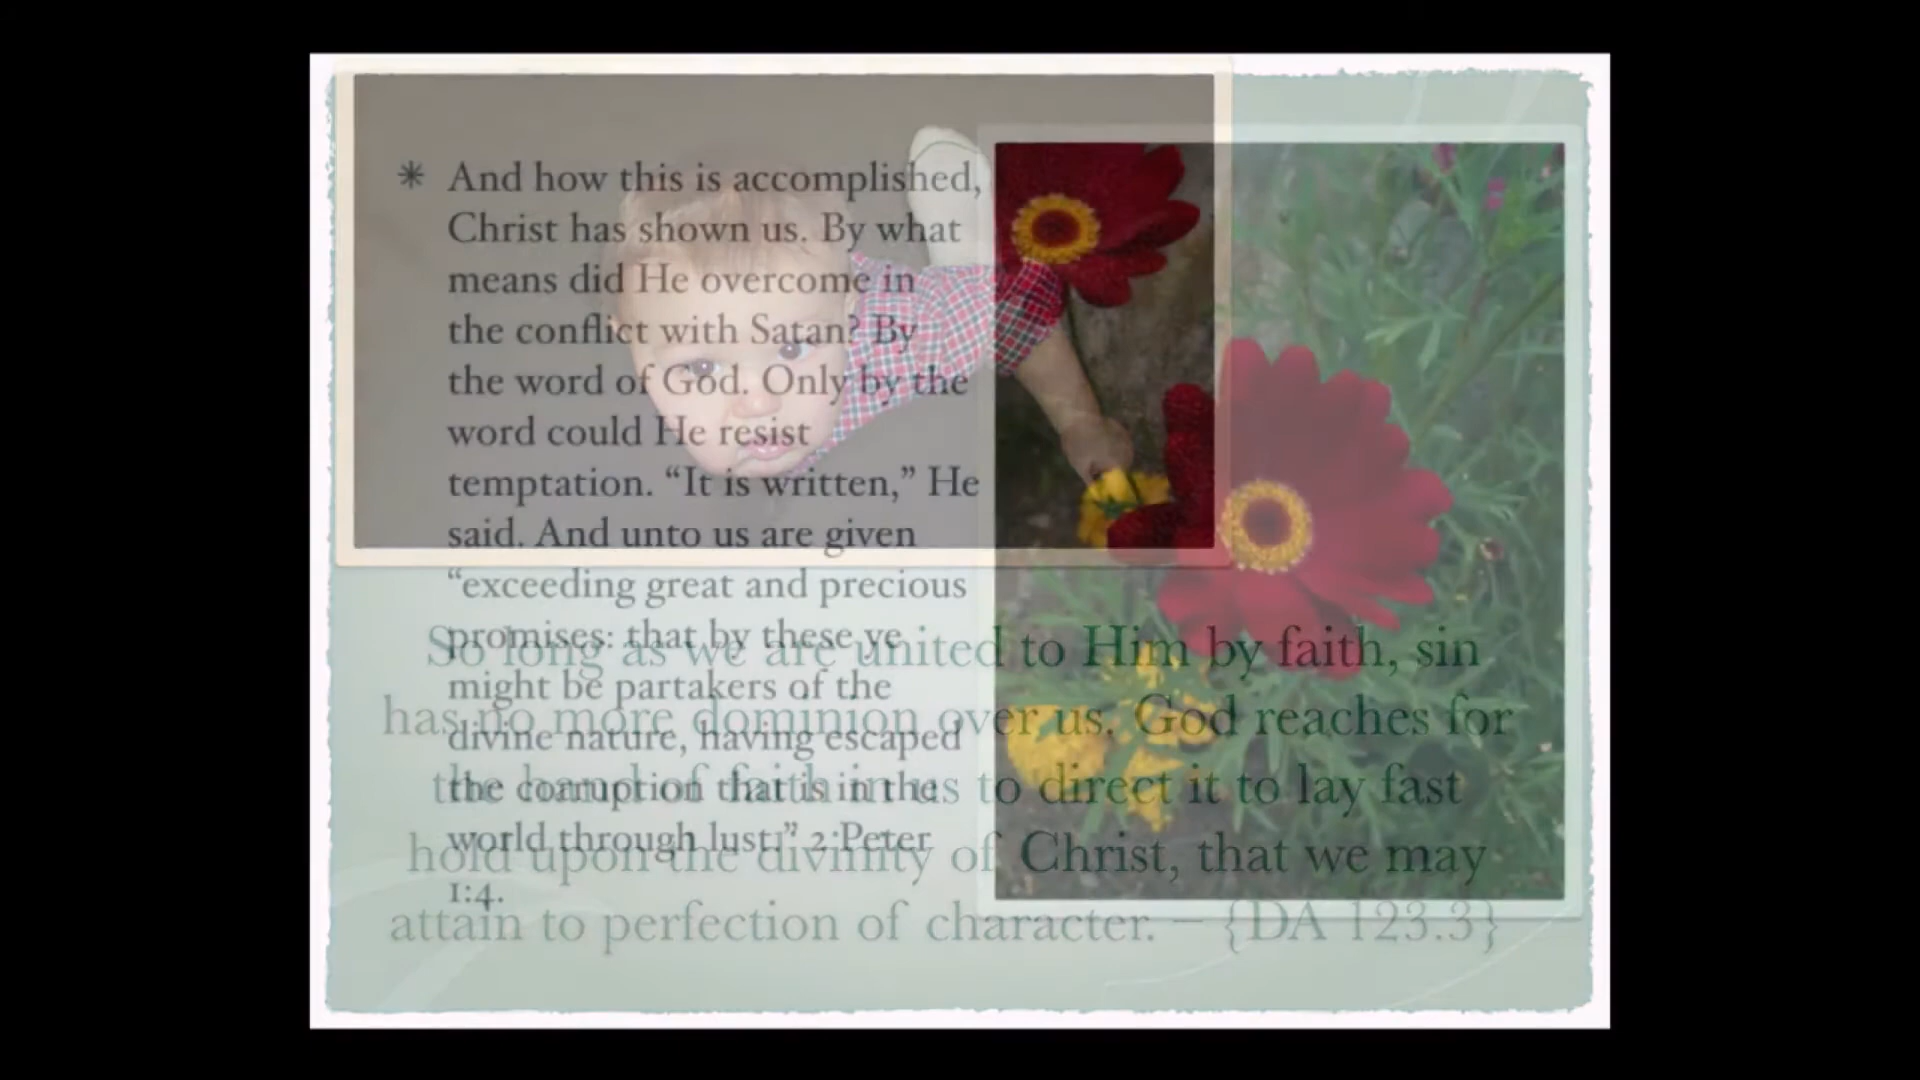 * And how this is accomplished,
Christ has shown us. By what
means did He overcome in
the conflict with Satan? By
the word of God. Only by the
word could He resist
temptation. “It is written,” He
said. And unto us are given
“exceeding great and precious
promises: that by these ye
might be partakers of the
divine nature, having escaped
the corruption that is in the
world through lust.” 2 Peter
1:4.
So long as we are united to Him by faith, sin
has no more dominion over us. God reaches for
the hand of faith in us to direct it to lay fast
hold upon the divinity of Christ, that we may
attain to perfection of character. – {DA 123.3}